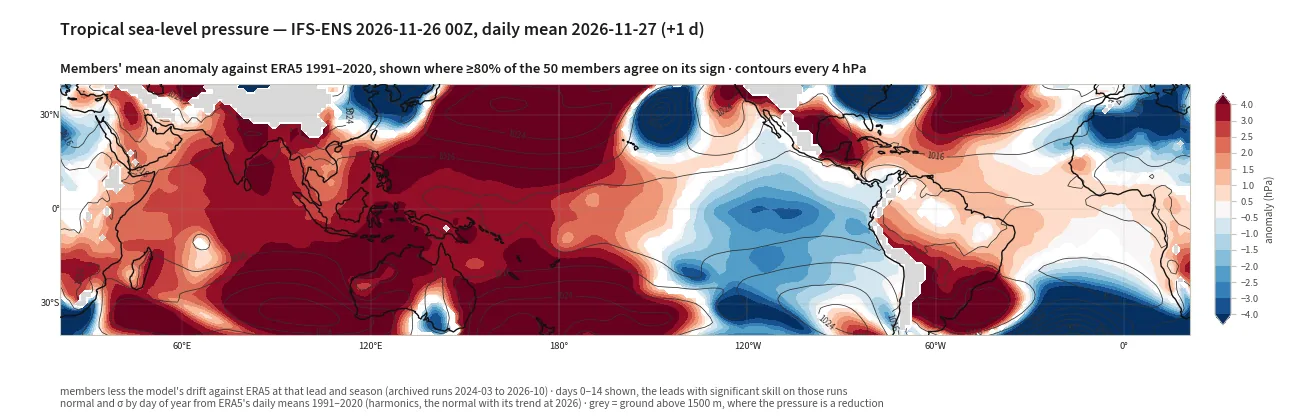 Tropical sea-level pressure — IFS-ENS 2026-11-26 00Z, daily mean 2026-11-27 (+1 d)
Members' mean anomaly against ERA5 1991–2020, shown where ≥80% of the 50 members agree on its sign · contours every 4 hPa
30°N
0°
30°S
60°E
120°E
180°
120°W
60°W
0°
1024
1024
1016
1024
4.0
3.0
2.5
2.0
1.5
1.0
0.5
−0.5
−1.0
−1.5
−2.0
−2.5
−3.0
−4.0
anomaly (hPa)
members less the model's drift against ERA5 at that lead and season (archived runs 2024-03 to 2026-10) · days 0–14 shown, the leads with significant skill on those runs
normal and σ by day of year from ERA5's daily means 1991–2020 (harmonics, the normal with its trend at 2026) · grey = ground above 1500 m, where the pressure is a reduction